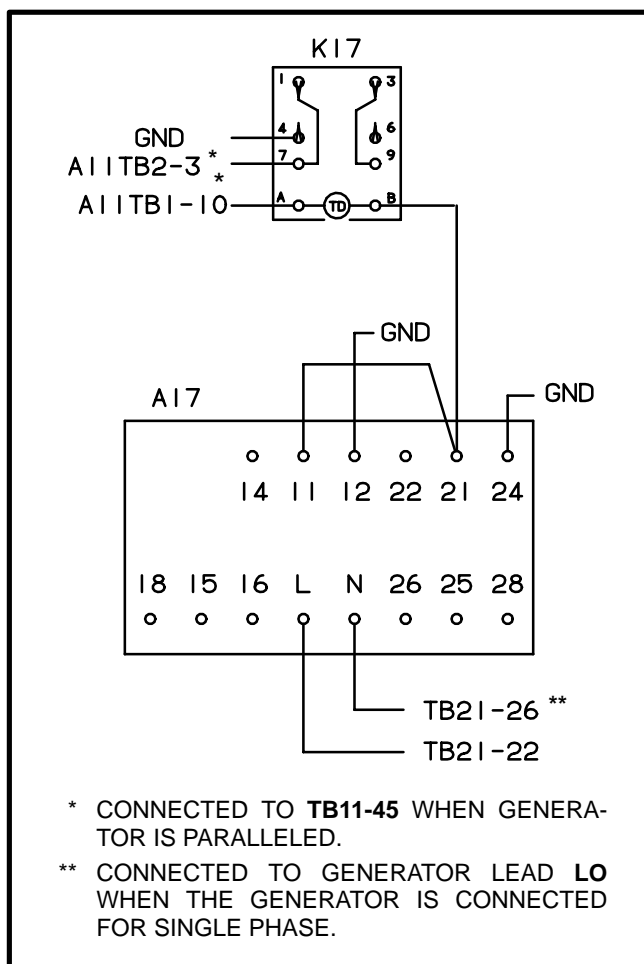 K17
1 3
4 6
GND
A11TB2-3 *
7 9
*
A11TB1-10
A TD B
GND
A17
GND
14 11 12 22 21 24
18 15 16 L N 26 25 28
TB21-26 **
TB21-22
* CONNECTED TO TB11-45 WHEN GENERA-
TOR IS PARALLELED.
** CONNECTED TO GENERATOR LEAD LO
WHEN THE GENERATOR IS CONNECTED
FOR SINGLE PHASE.